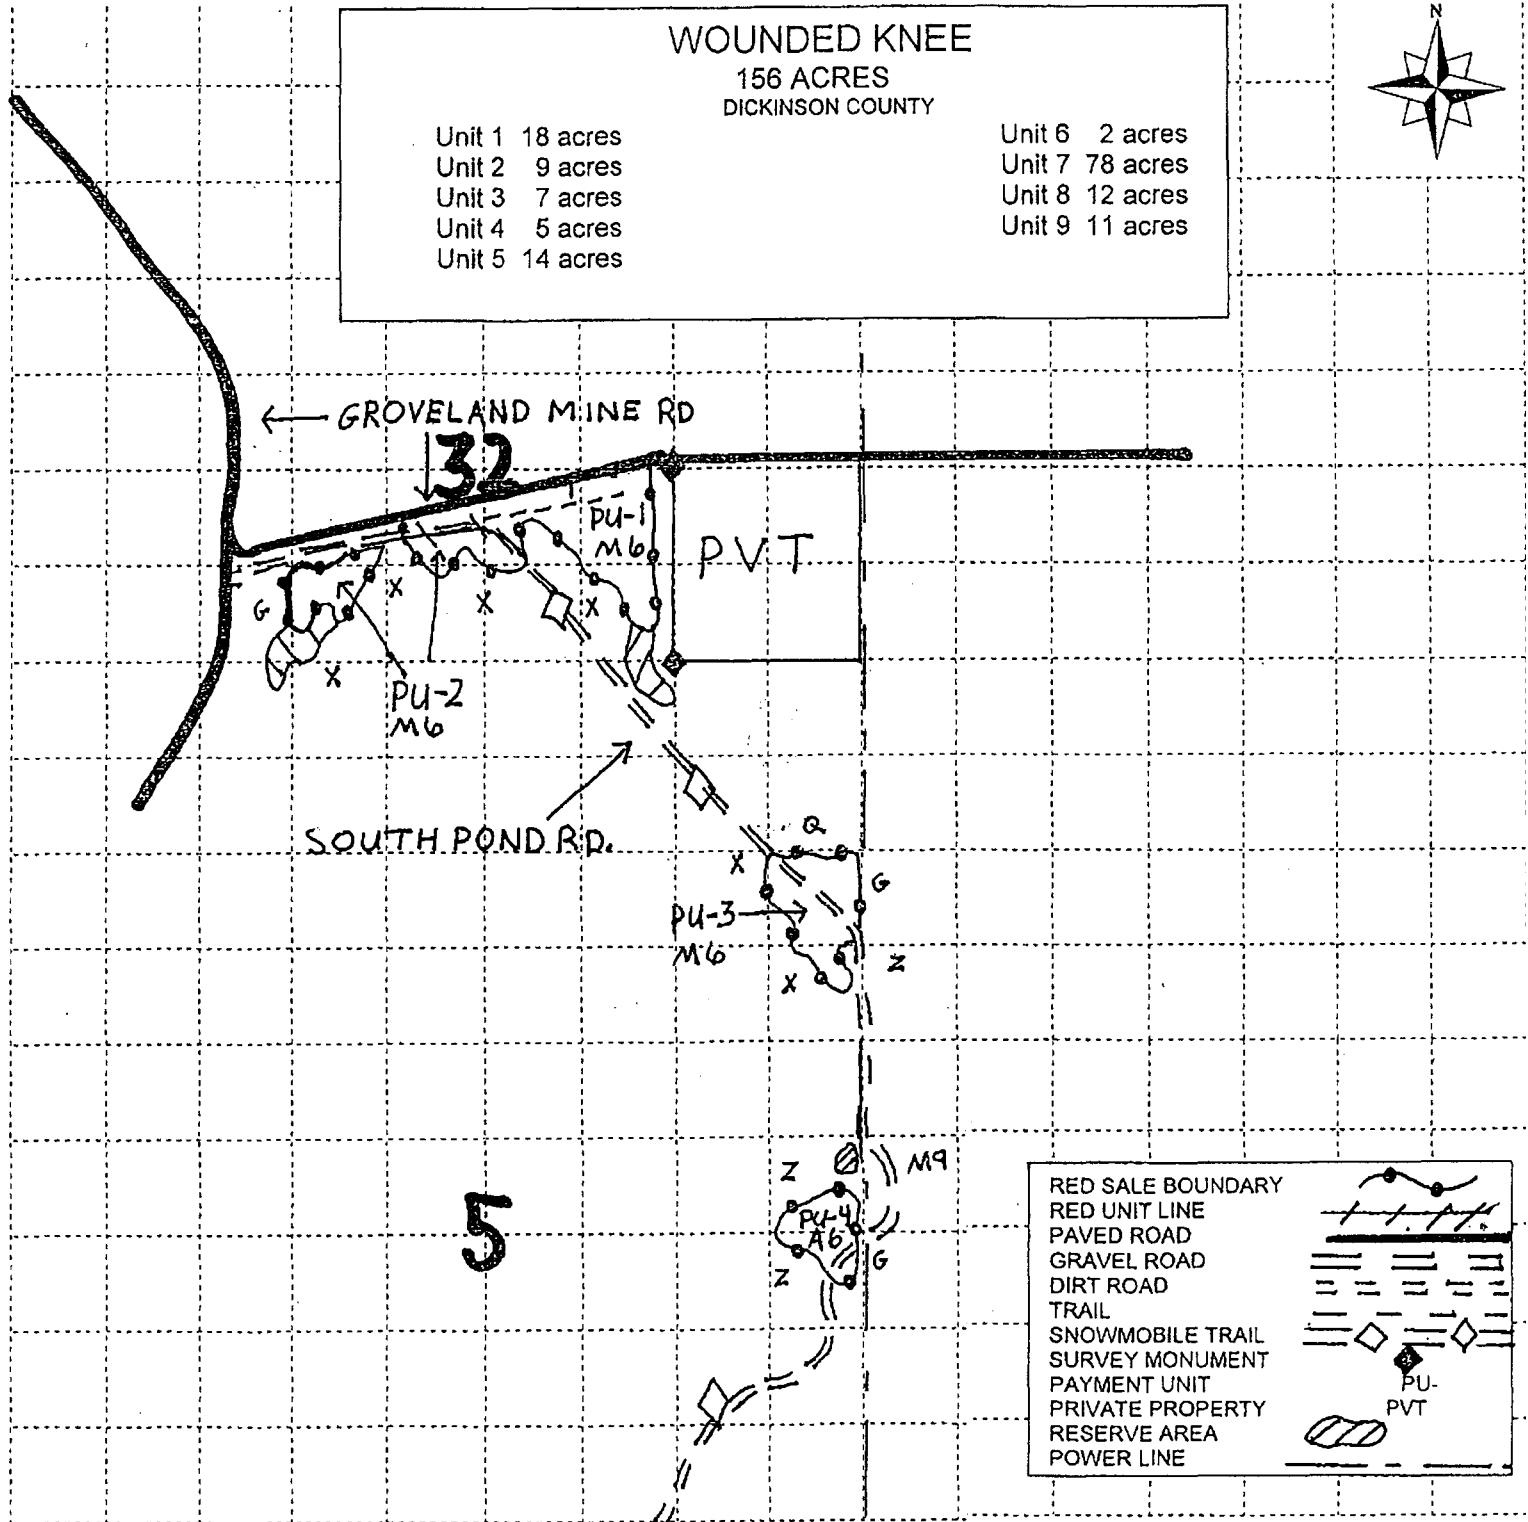 N
WOUNDED KNEE
156 ACRES
DICKINSON COUNTY
Unit 1 18 acres
Unit 2 9 acres
Unit 3 7 acres
Unit 4 5 acres
Unit 5 14 acres
Unit 6 2 acres
Unit 7 78 acres
Unit 8 12 acres
Unit 9 11 acres
GROVELAND MINE RD
32
PU-1
M6
PVT
G
X
X
X
X
PU-2
M6
SOUTH POND RD.
Q
X
G
PU-3
M6
Z
X
M9
Z
PU-4
A6
G
Z
5
RED SALE BOUNDARY
RED UNIT LINE
PAVED ROAD
GRAVEL ROAD
DIRT ROAD
TRAIL
SNOWMOBILE TRAIL
SURVEY MONUMENT
PAYMENT UNIT PU-
PRIVATE PROPERTY PVT
RESERVE AREA
POWER LINE